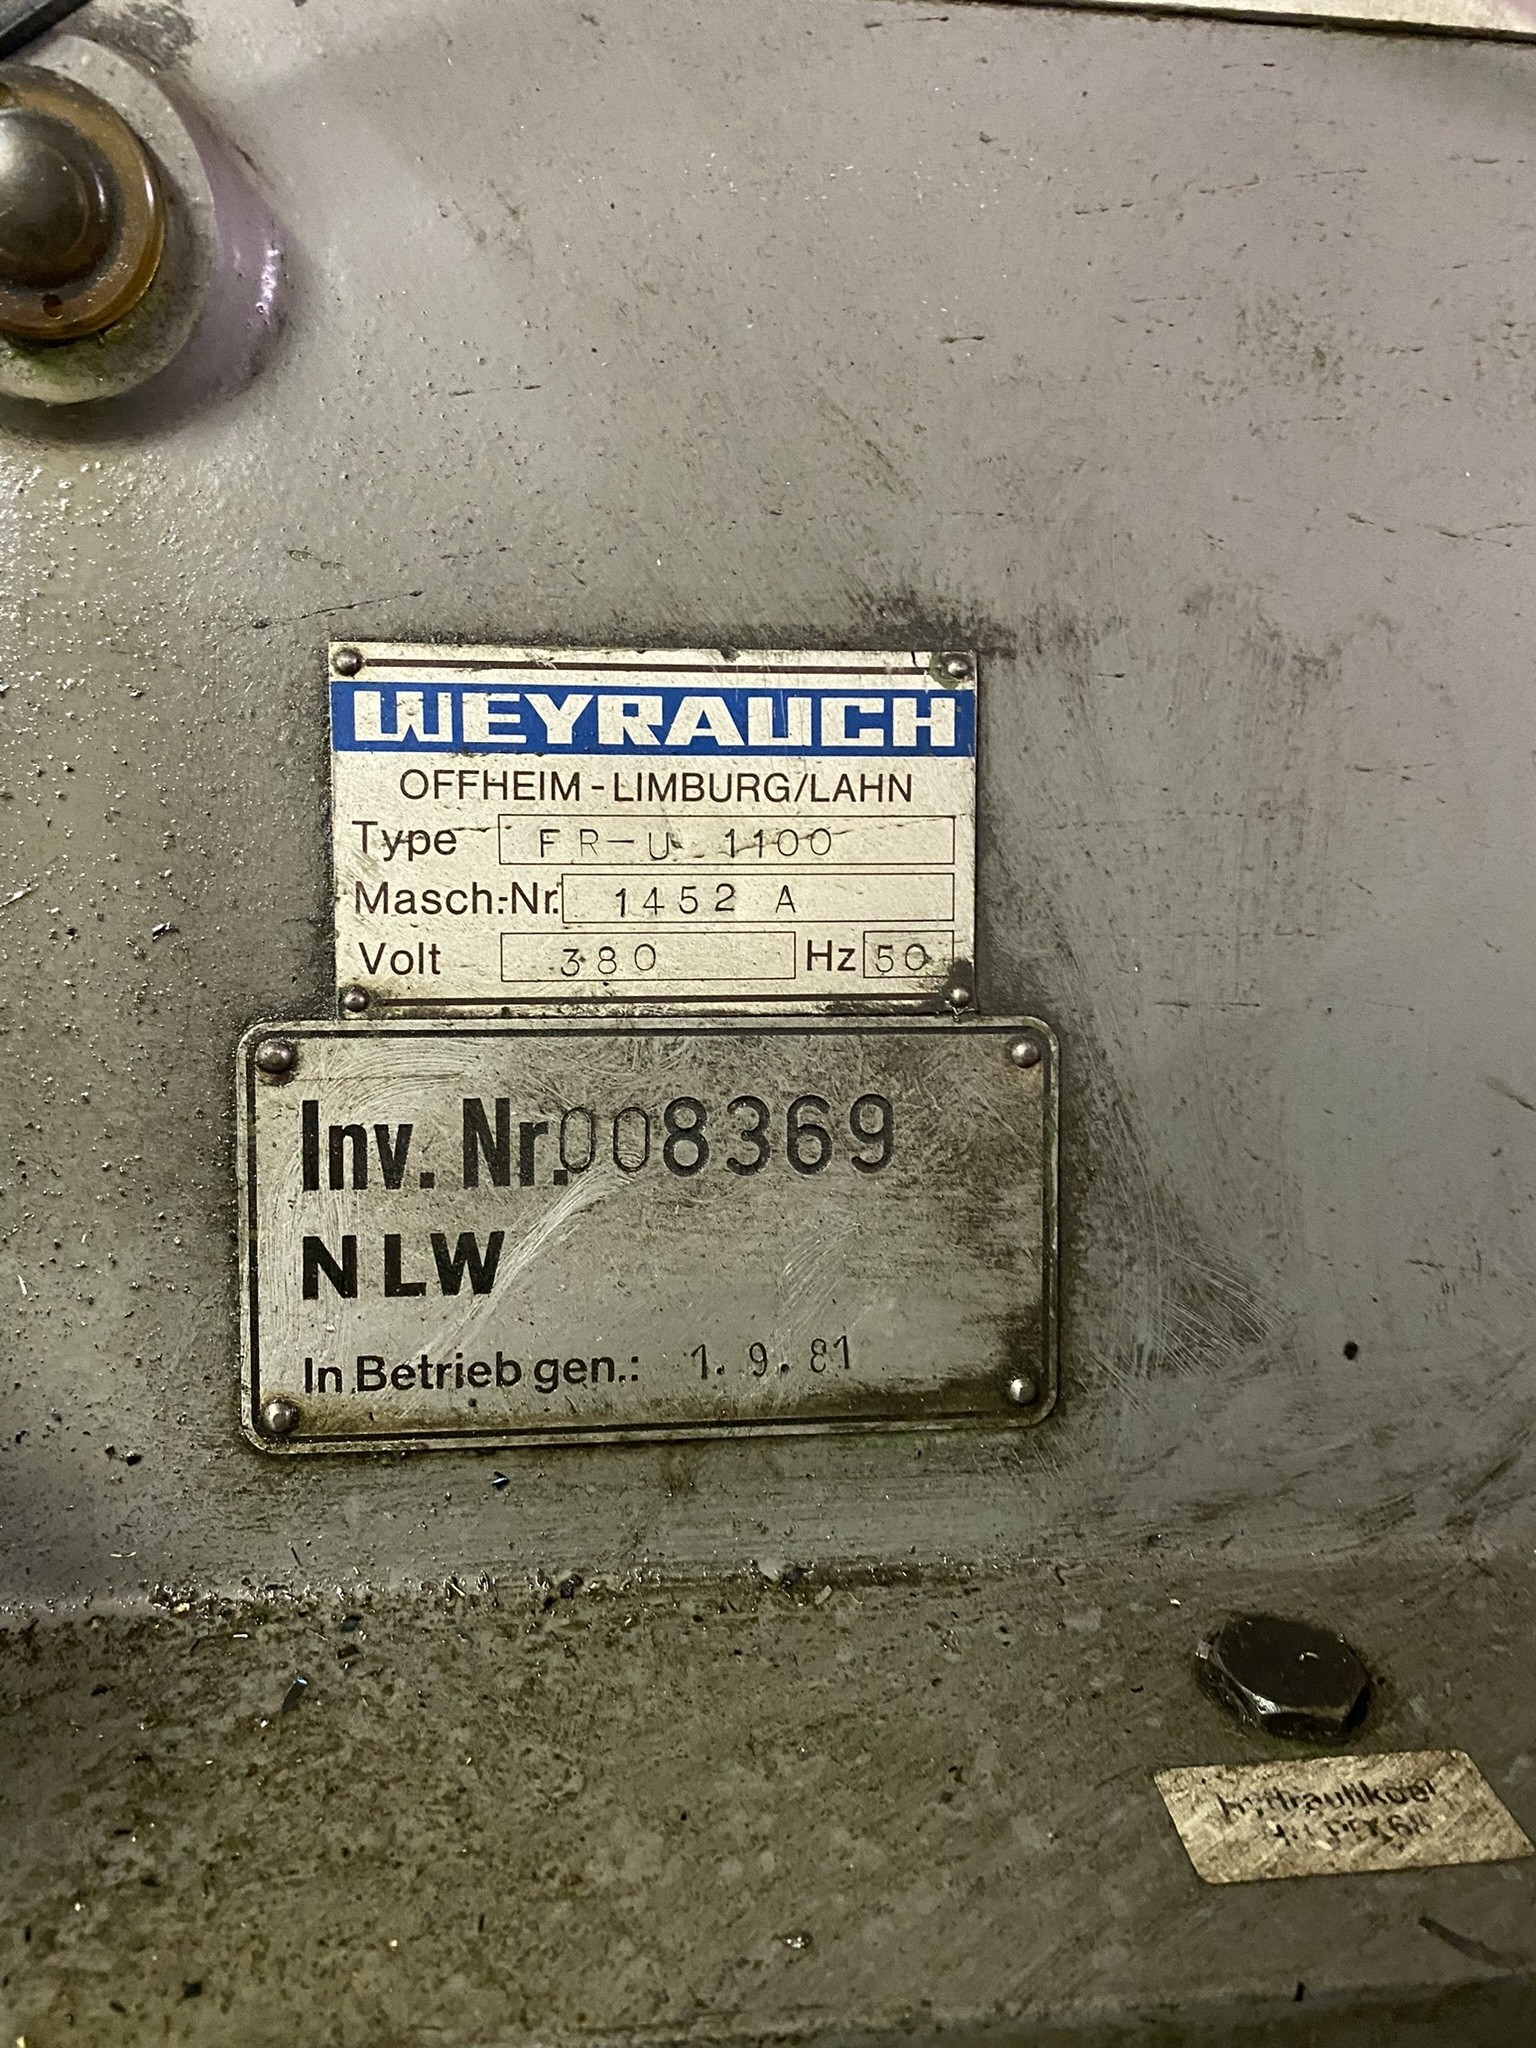 WEYRAUCH
OFFHEIM-LIMBURG/LAHN
Type FR-U 1100
Masch.-Nr. 1452 A
Volt 380 Hz 50
Inv. Nr. 008369
NLW
In Betrieb gen.: 1. 9. 81
Hydraulikoel